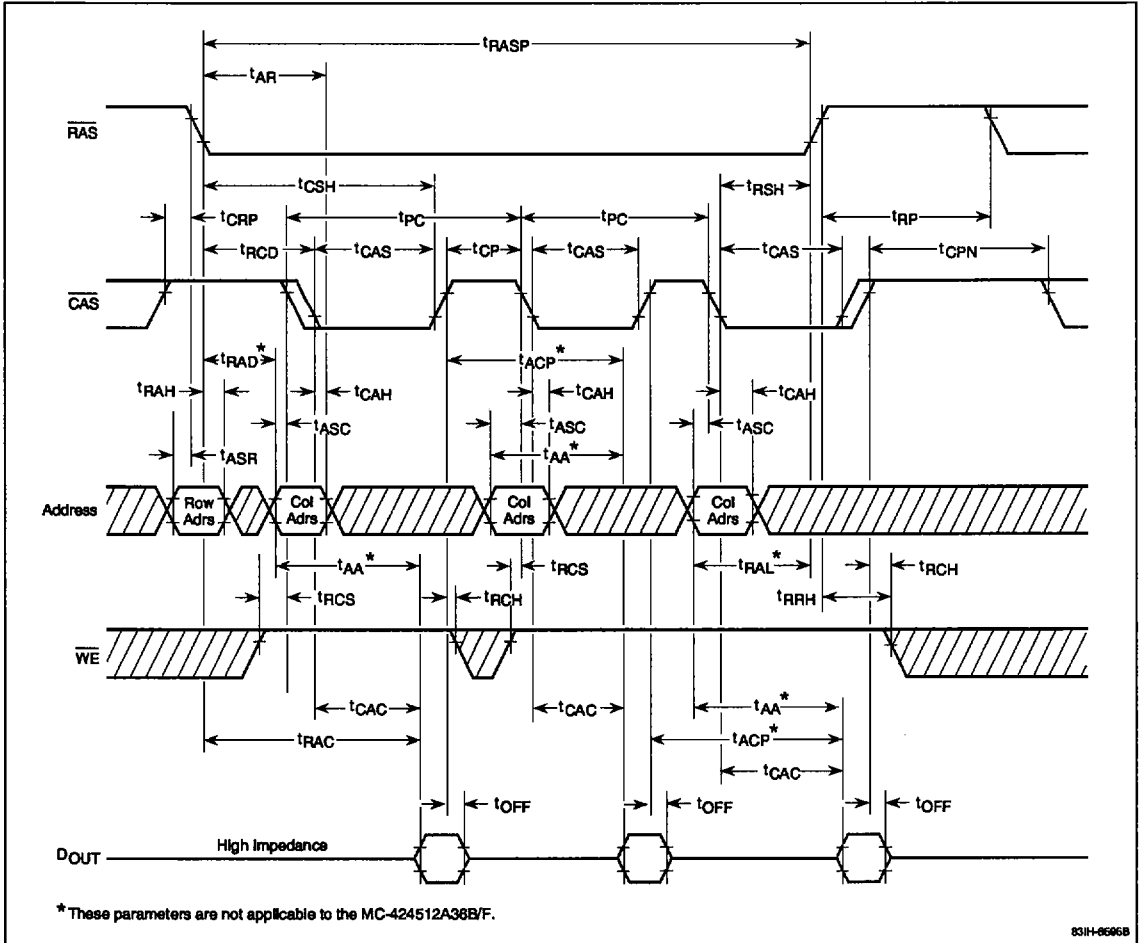 tRASP
tAR
RAS
tCSH
tRSH
tCRP
tPC
tPC
tRP
tRCD
tCAS
tCP
tCAS
tCAS
tCPN
CAS
tRAD*
tACP*
tRAH
tCAH
tCAH
tCAH
tASC
tASC
tASC
tASR
tAA*
Address
Row Adrs
Col Adrs
Col Adrs
Col Adrs
tAA*
tRCS
tRAL*
tRCH
tRCS
tRCH
tRRH
WE
tCAC
tCAC
tAA*
tRAC
tACP*
tCAC
tOFF
tOFF
tOFF
DOUT
High Impedance
* These parameters are not applicable to the MC-424512A36B/F.
83IH-6696B